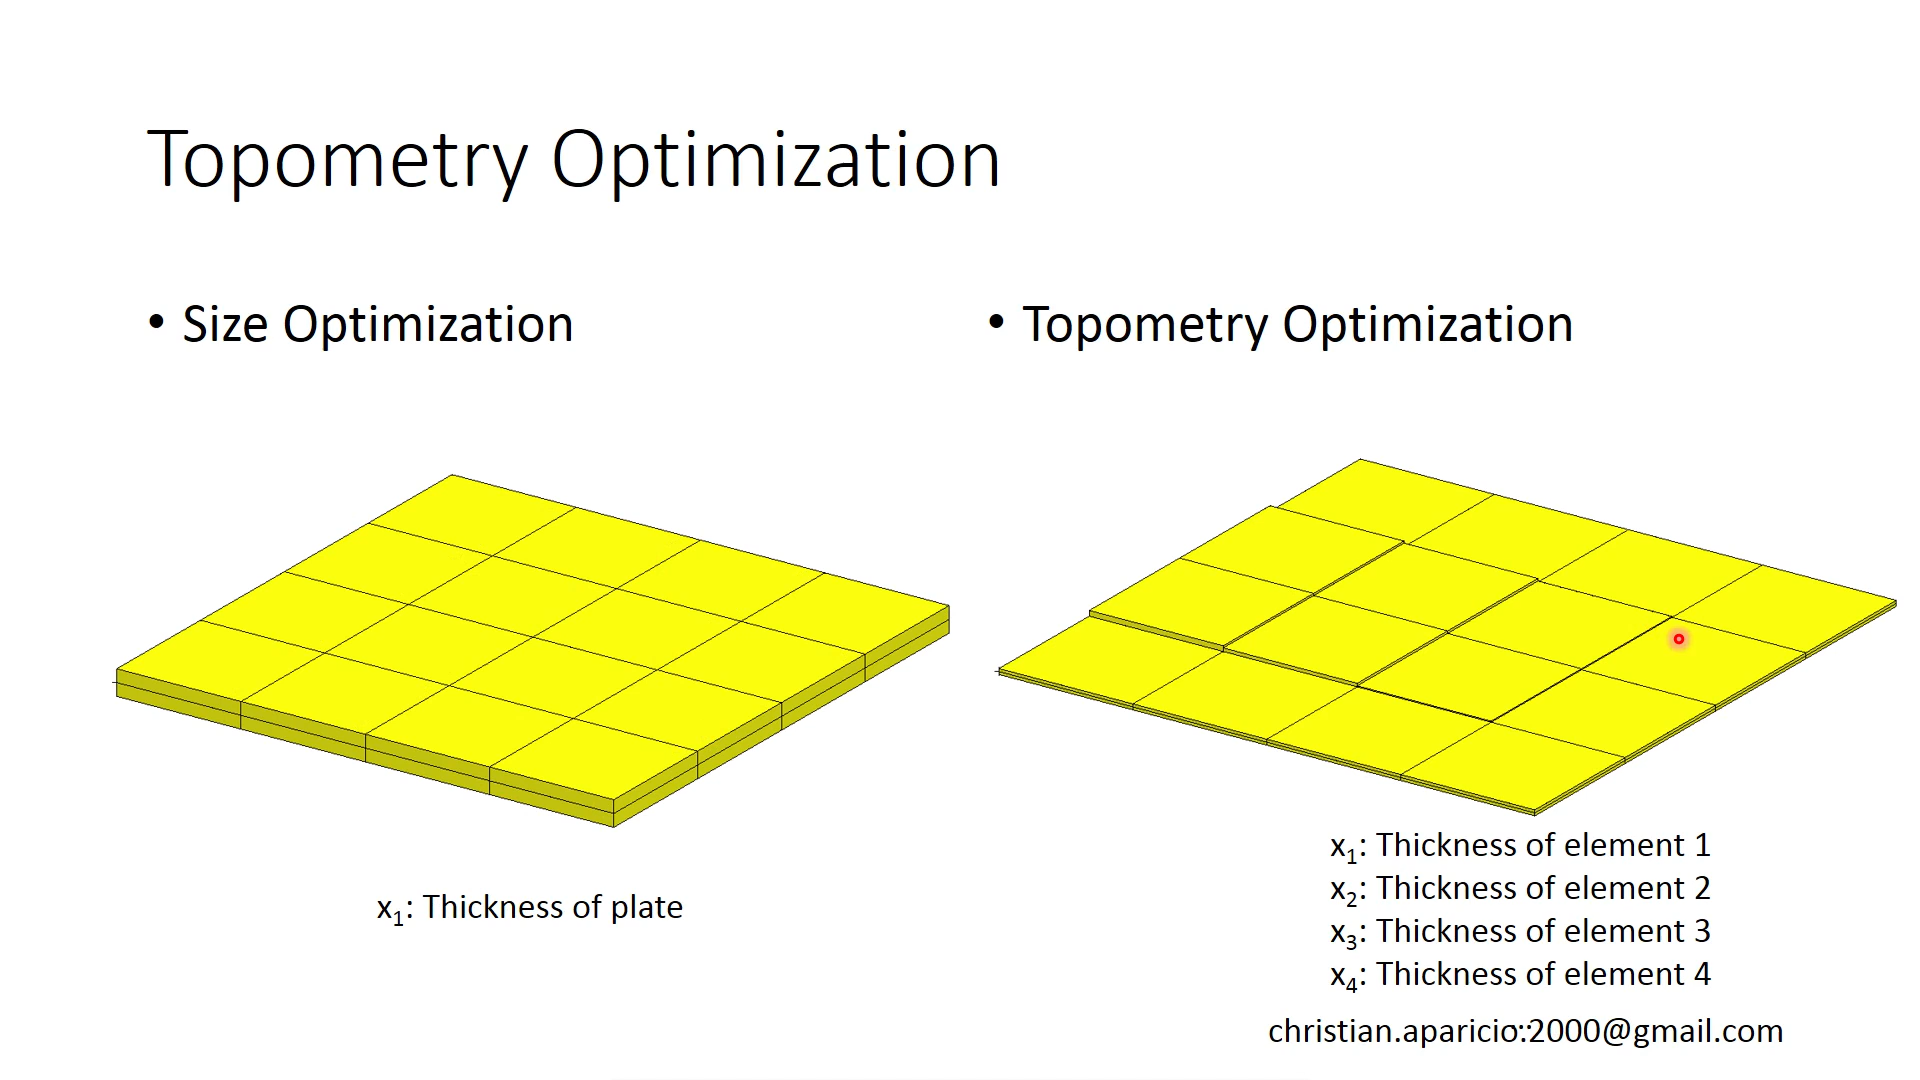 Topometry Optimization
• Size Optimization
• Topometry Optimization
x₁: Thickness of plate
x₁: Thickness of element 1
x₂: Thickness of element 2
x₃: Thickness of element 3
x₄: Thickness of element 4
christian.aparicio.2000@gmail.com